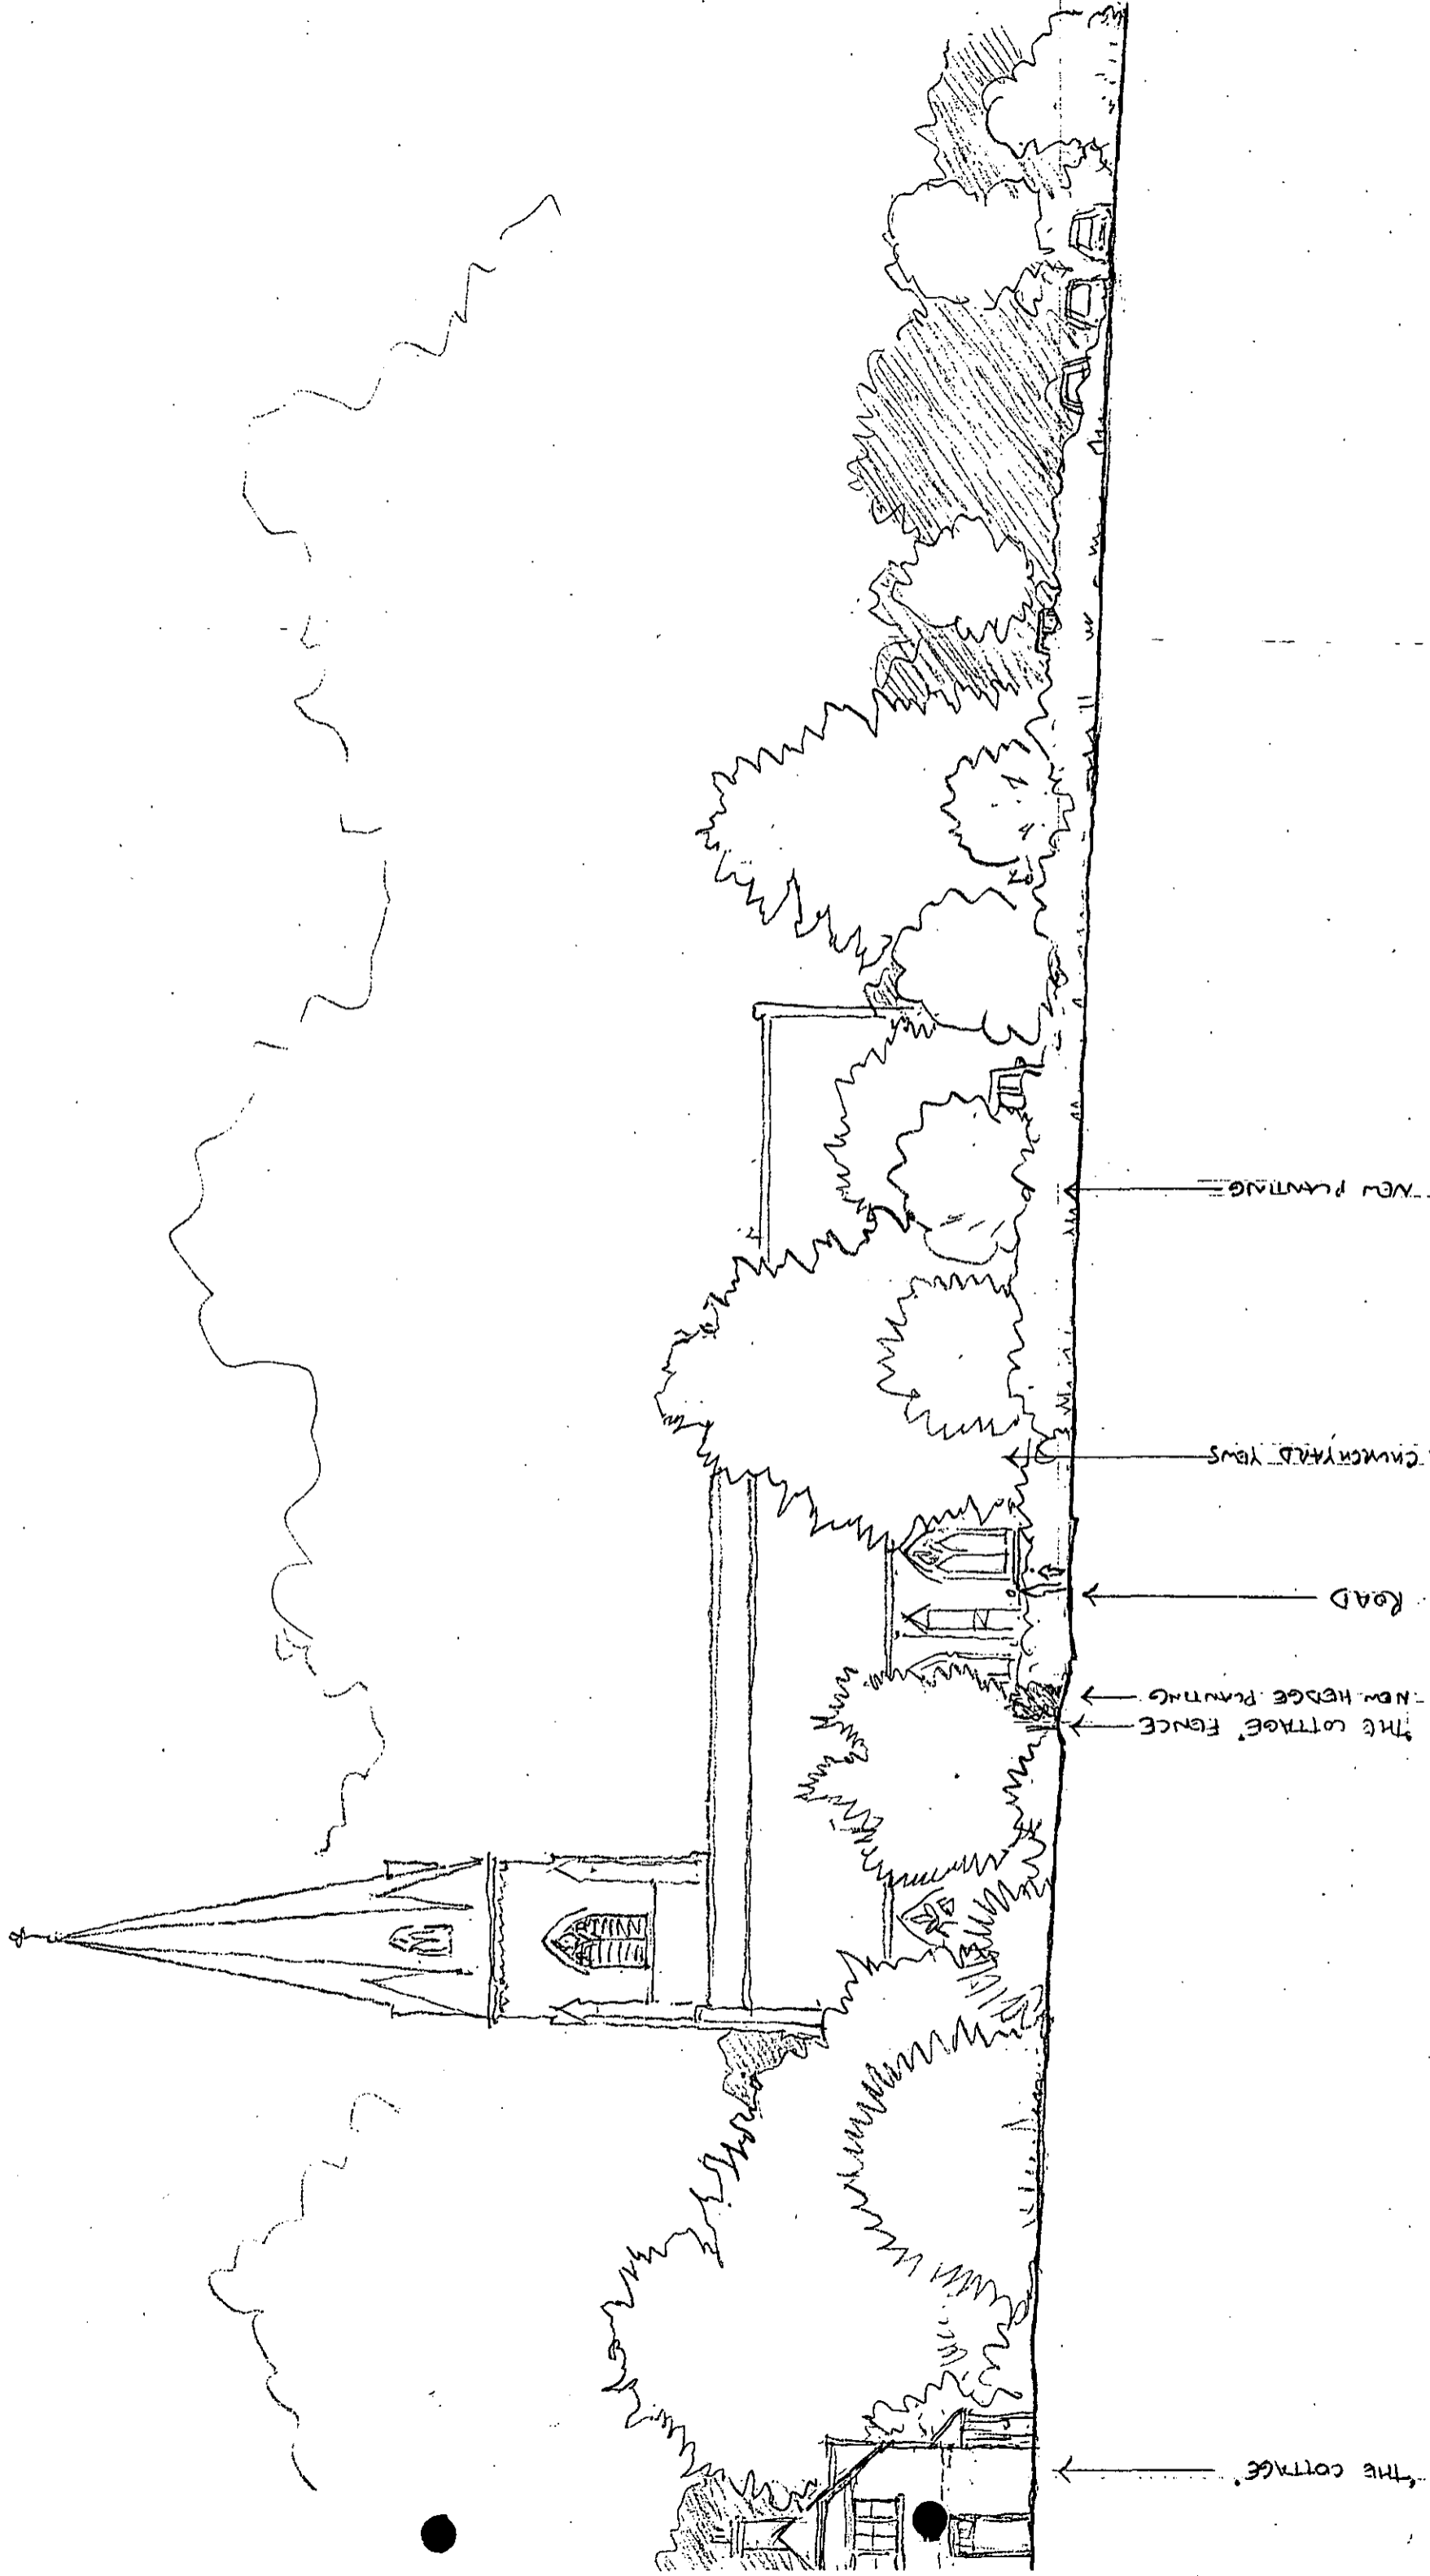 NEW PLANTING
CHURCHYARD YEWS
ROAD
NEW HEDGE PLANTING
'THE COTTAGE' FENCE
'THE COTTAGE'